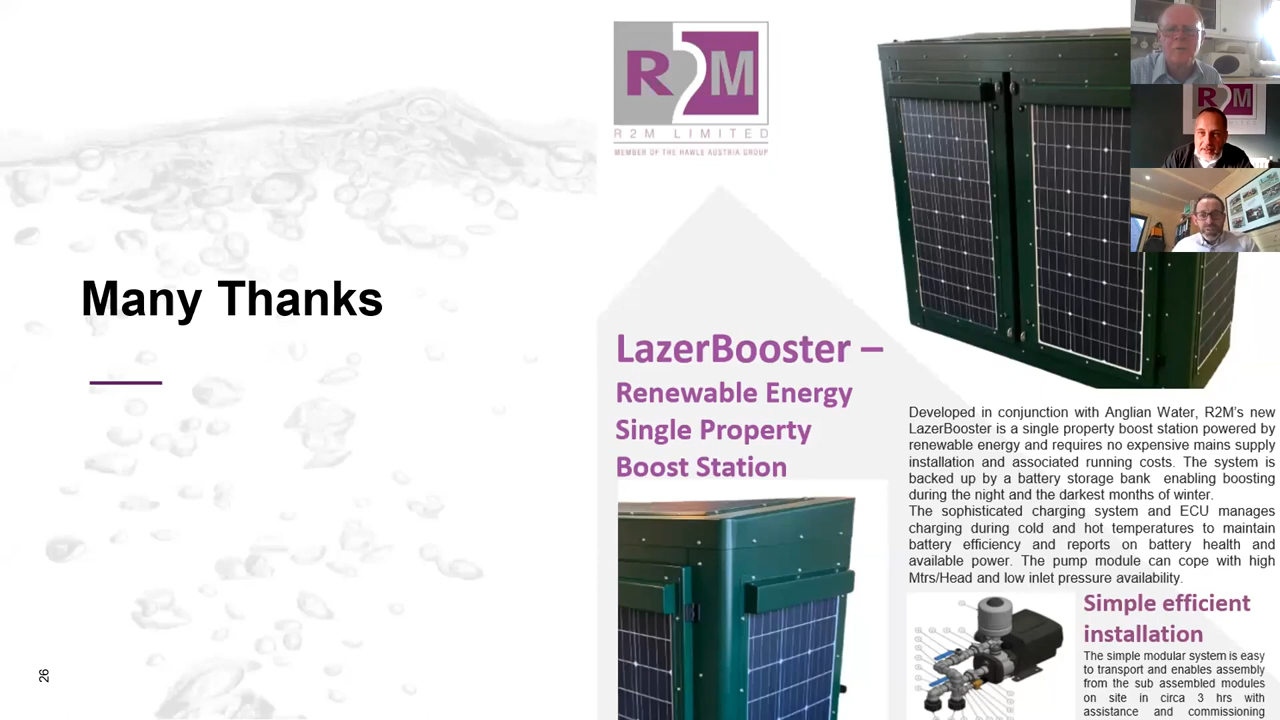 Many Thanks
26
R2M
R2M LIMITED
MEMBER OF THE HAWLE AUSTRIA GROUP
LazerBooster –
Renewable Energy
Single Property
Boost Station
R2M
Developed in conjunction with Anglian Water, R2M's new
LazerBooster is a single property boost station powered by
renewable energy and requires no expensive mains supply
installation and associated running costs. The system is
backed up by a battery storage bank enabling boosting
during the night and the darkest months of winter.
The sophisticated charging system and ECU manages
charging during cold and hot temperatures to maintain
battery efficiency and reports on battery health and
available power. The pump module can cope with high
Mtrs/Head and low inlet pressure availability.
Simple efficient
installation
The simple modular system is easy
to transport and enables assembly
from the sub assembled modules
on site in circa 3 hrs with
assistance and commissioning